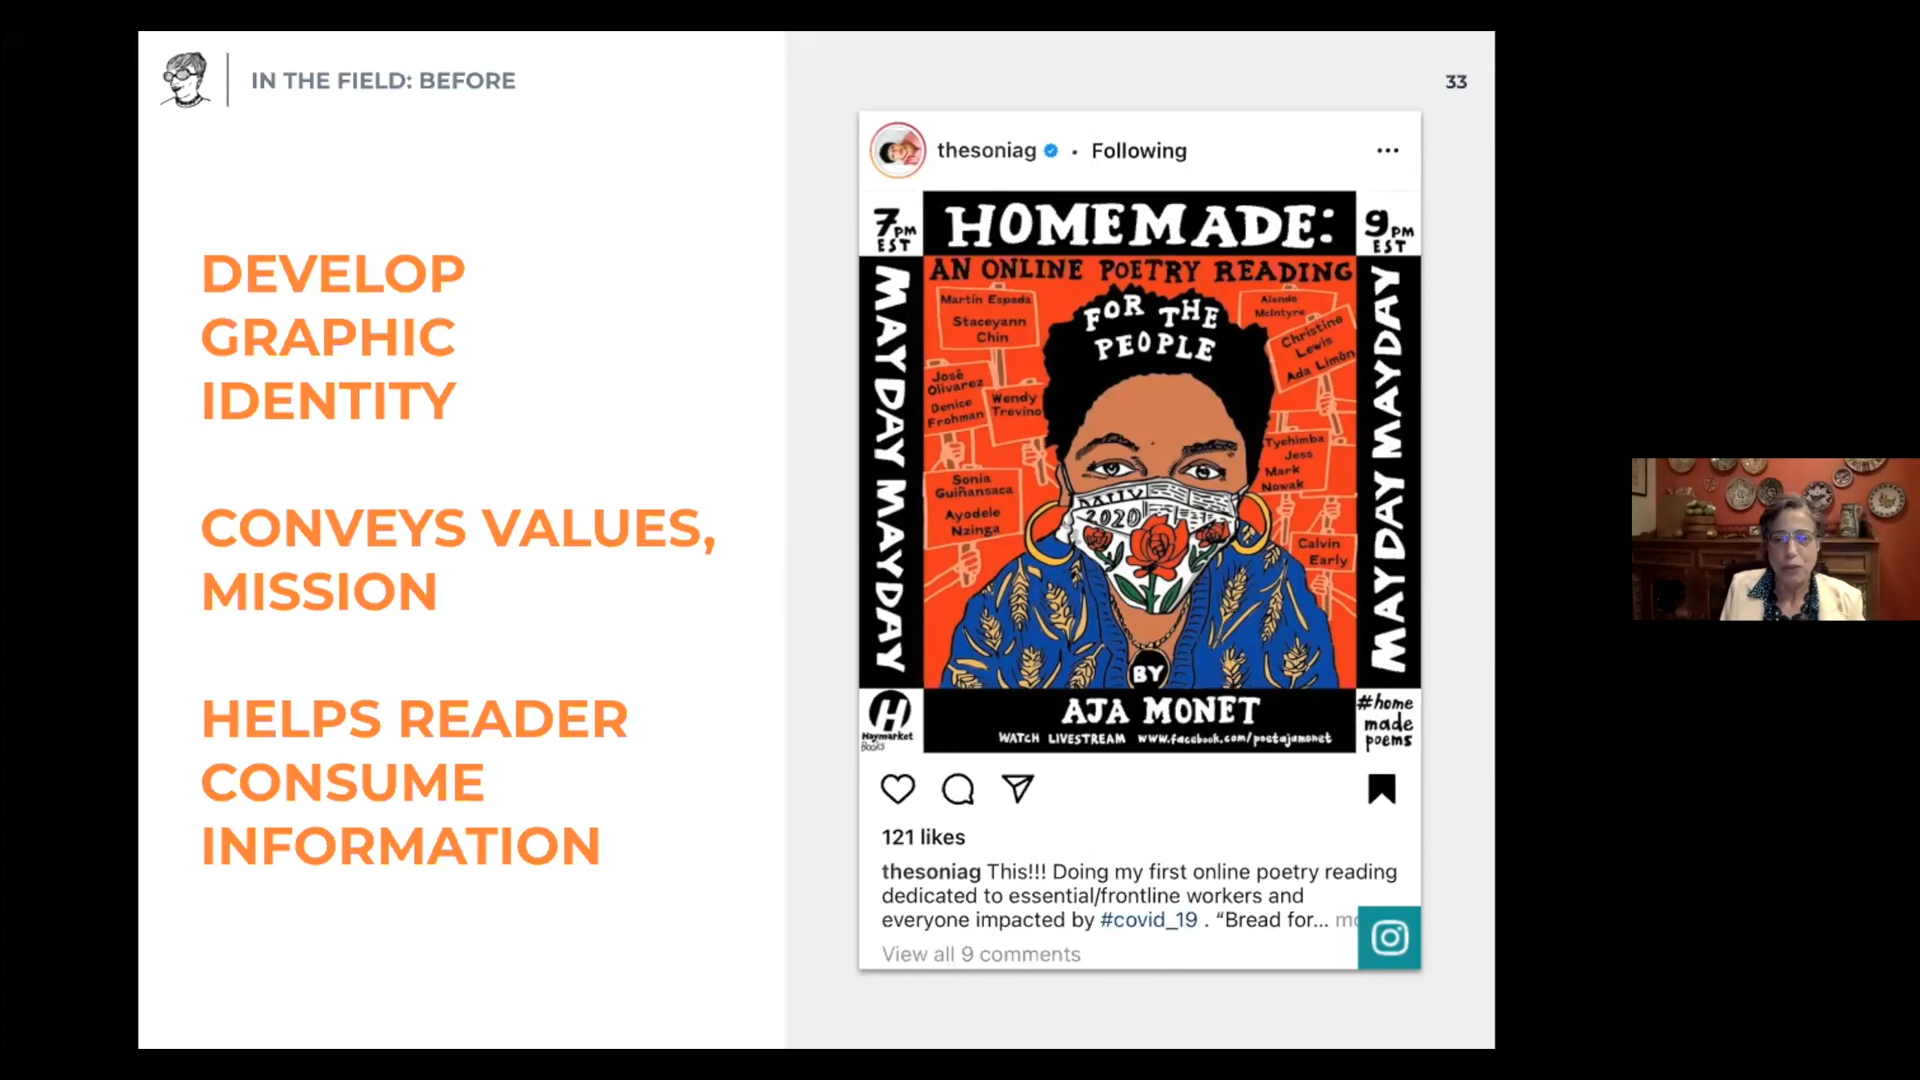 IN THE FIELD: BEFORE
33
DEVELOP
GRAPHIC
IDENTITY
CONVEYS VALUES,
MISSION
HELPS READER
CONSUME
INFORMATION
thesoniag · Following
7PM
EST
HOMEMADE:
9PM
EST
AN ONLINE POETRY READING
FOR THE
PEOPLE
MAYDAY MAYDAY
MAYDAY MAYDAY
Martín Espada
Staceyann
Chin
José
Olivarez
Denice
Frohman
Wendy
Trevino
Sonia
Guiñansaca
Ayodele
Nzinga
Alando
McIntyre
Christine
Lewis
Ada Limón
Tyehimba
Jess
Mark
Nowak
Calvin
Early
DAILY
2020
BY
AJA MONET
WATCH LIVESTREAM www.facebook.com/poetajamonet
H
Haymarket
Books
#home
made
poems
121 likes
thesoniag This!!! Doing my first online poetry reading
dedicated to essential/frontline workers and
everyone impacted by #covid_19 . “Bread for...
View all 9 comments